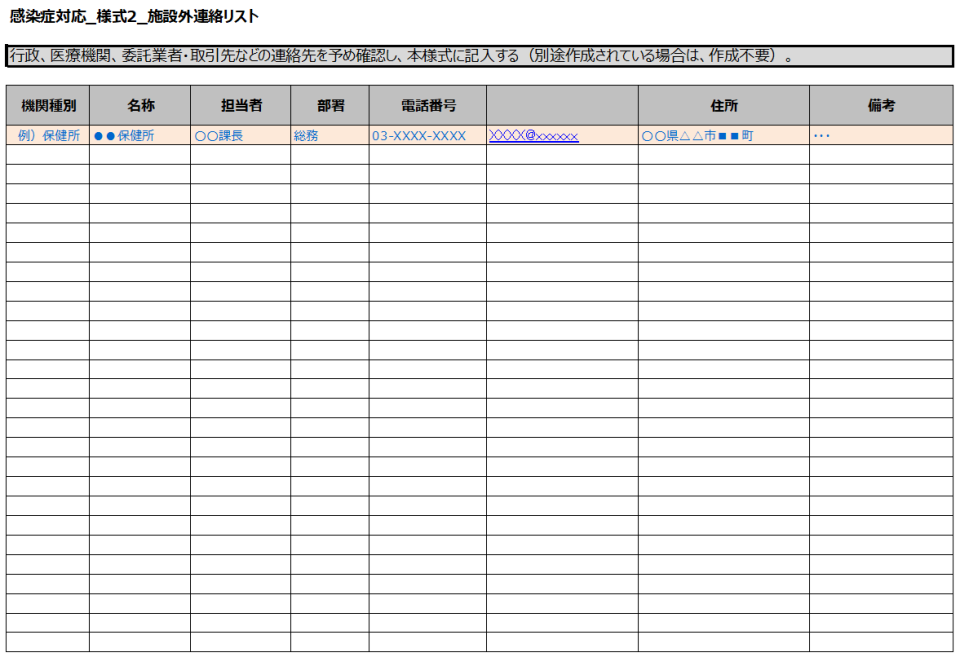 感染症対応_様式2_施設外連絡リスト
行政、医療機関、委託業者・取引先などの連絡先を予め確認し、本様式に記入する（別途作成されている場合は、作成不要）。
機関種別 名称 担当者 部署 電話番号 住所 備考
例）保健所 ●●保健所 〇〇課長 総務 03-XXXX-XXXX XXXX@xxxxxx 〇〇県△△市■■町 ･･･